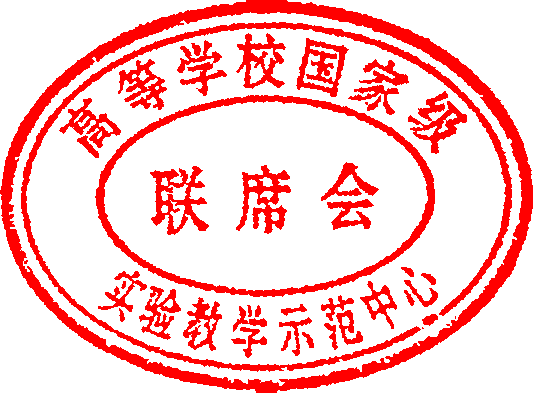 高等学校国家级
实验教学示范中心
联席会